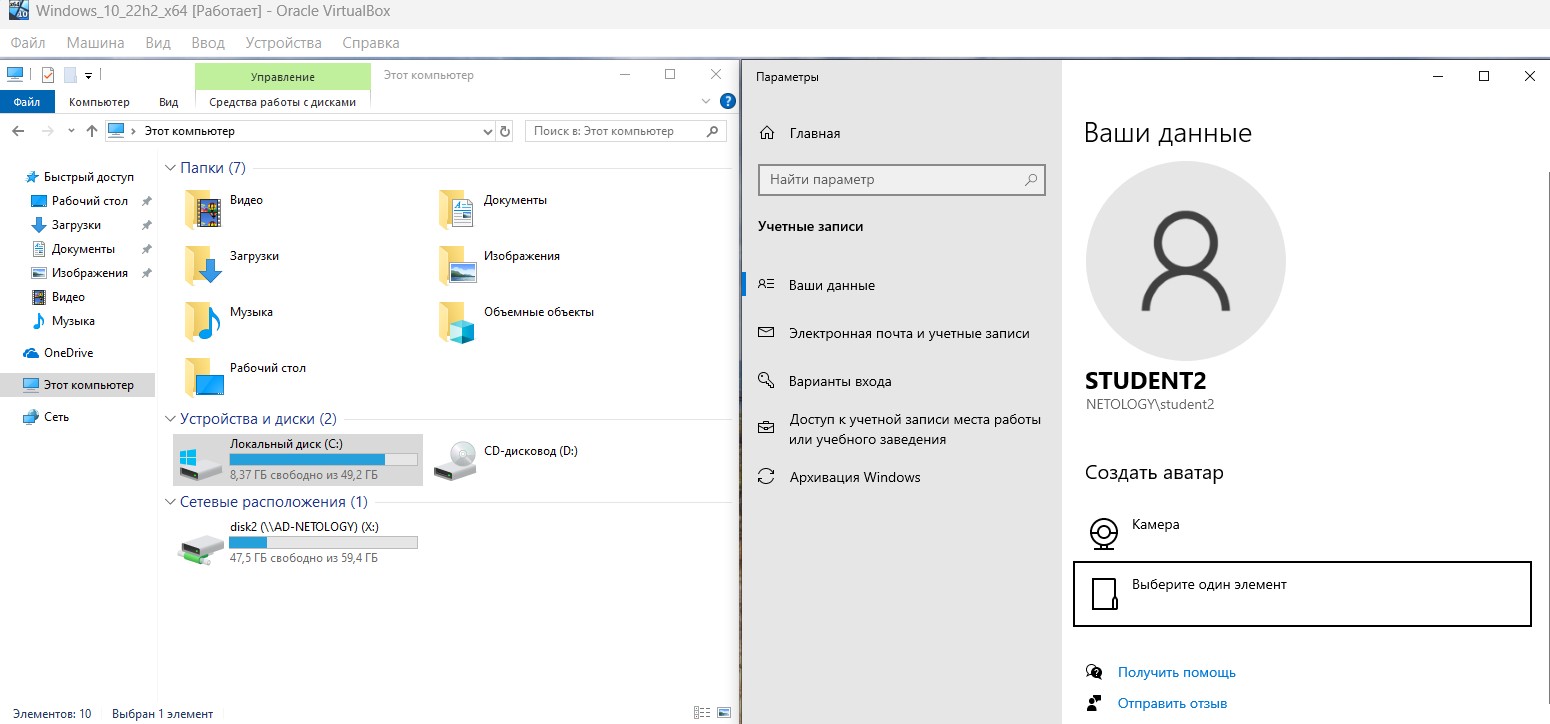 Windows_10_22h2_x64 [Работает] - Oracle VirtualBox
Файл Машина Вид Ввод Устройства Справка
Управление
Этот компьютер
Файл Компьютер Вид Средства работы с дисками
Этот компьютер
Поиск в: Этот компьютер
Быстрый доступ
Рабочий стол
Загрузки
Документы
Изображения
Видео
Музыка
OneDrive
Этот компьютер
Сеть
Папки (7)
Видео
Документы
Загрузки
Изображения
Музыка
Объемные объекты
Рабочий стол
Устройства и диски (2)
Локальный диск (C:)
8,37 ГБ свободно из 49,2 ГБ
CD-дисковод (D:)
Сетевые расположения (1)
disk2 (\\AD-NETOLOGY) (X:)
47,5 ГБ свободно из 59,4 ГБ
Элементов: 10 Выбран 1 элемент
Параметры
Главная
Найти параметр
Учетные записи
Ваши данные
Электронная почта и учетные записи
Варианты входа
Доступ к учетной записи места работы
или учебного заведения
Архивация Windows
Ваши данные
STUDENT2
NETOLOGY\student2
Создать аватар
Камера
Выберите один элемент
Получить помощь
Отправить отзыв